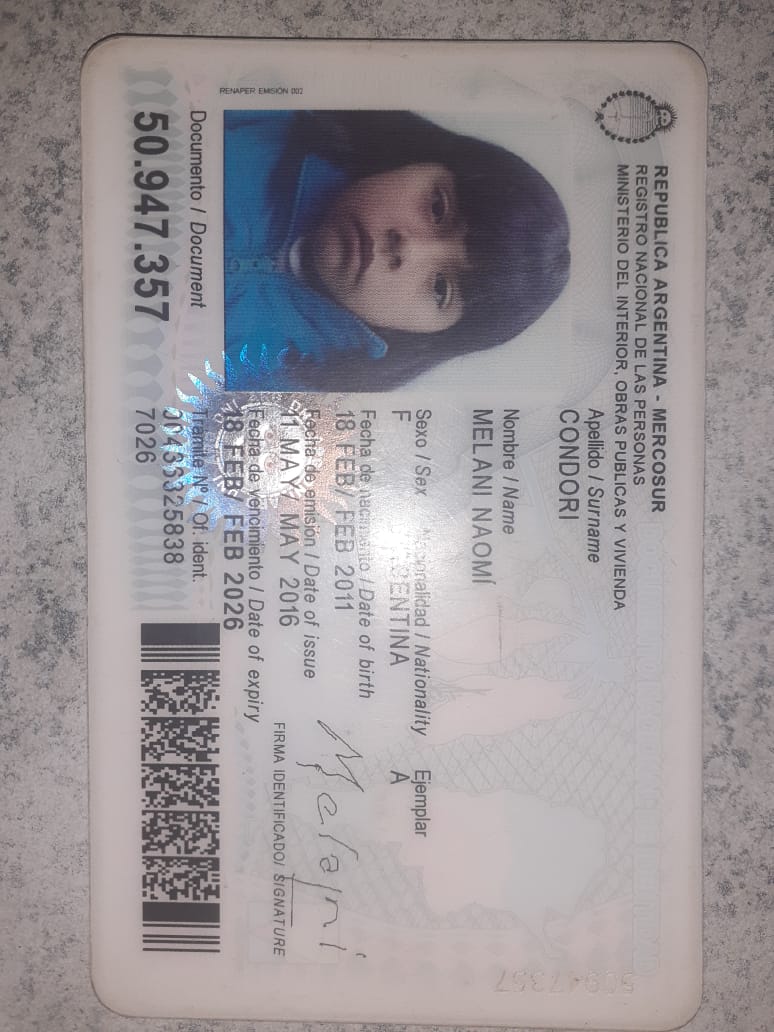 REPUBLICA ARGENTINA - MERCOSUR
REGISTRO NACIONAL DE LAS PERSONAS
MINISTERIO DEL INTERIOR, OBRAS PUBLICAS Y VIVIENDA
Apellido / Surname
CONDORI
Nombre / Name
MELANI NAOMÍ
Sexo / Sex Nacionalidad / Nationality Ejemplar
F ARGENTINA A
Fecha de nacimiento / Date of birth
18 FEB/ FEB 2011
Fecha de emisión / Date of issue
11 MAY/ MAY 2016
Fecha de vencimiento / Date of expiry
18 FEB/ FEB 2026
Trámite Nº / Of. ident.
7026
RENAPER EMISIÓN 002
Documento / Document
50.947.357
Melani
FIRMA IDENTIFICADO/ SIGNATURE
50947357